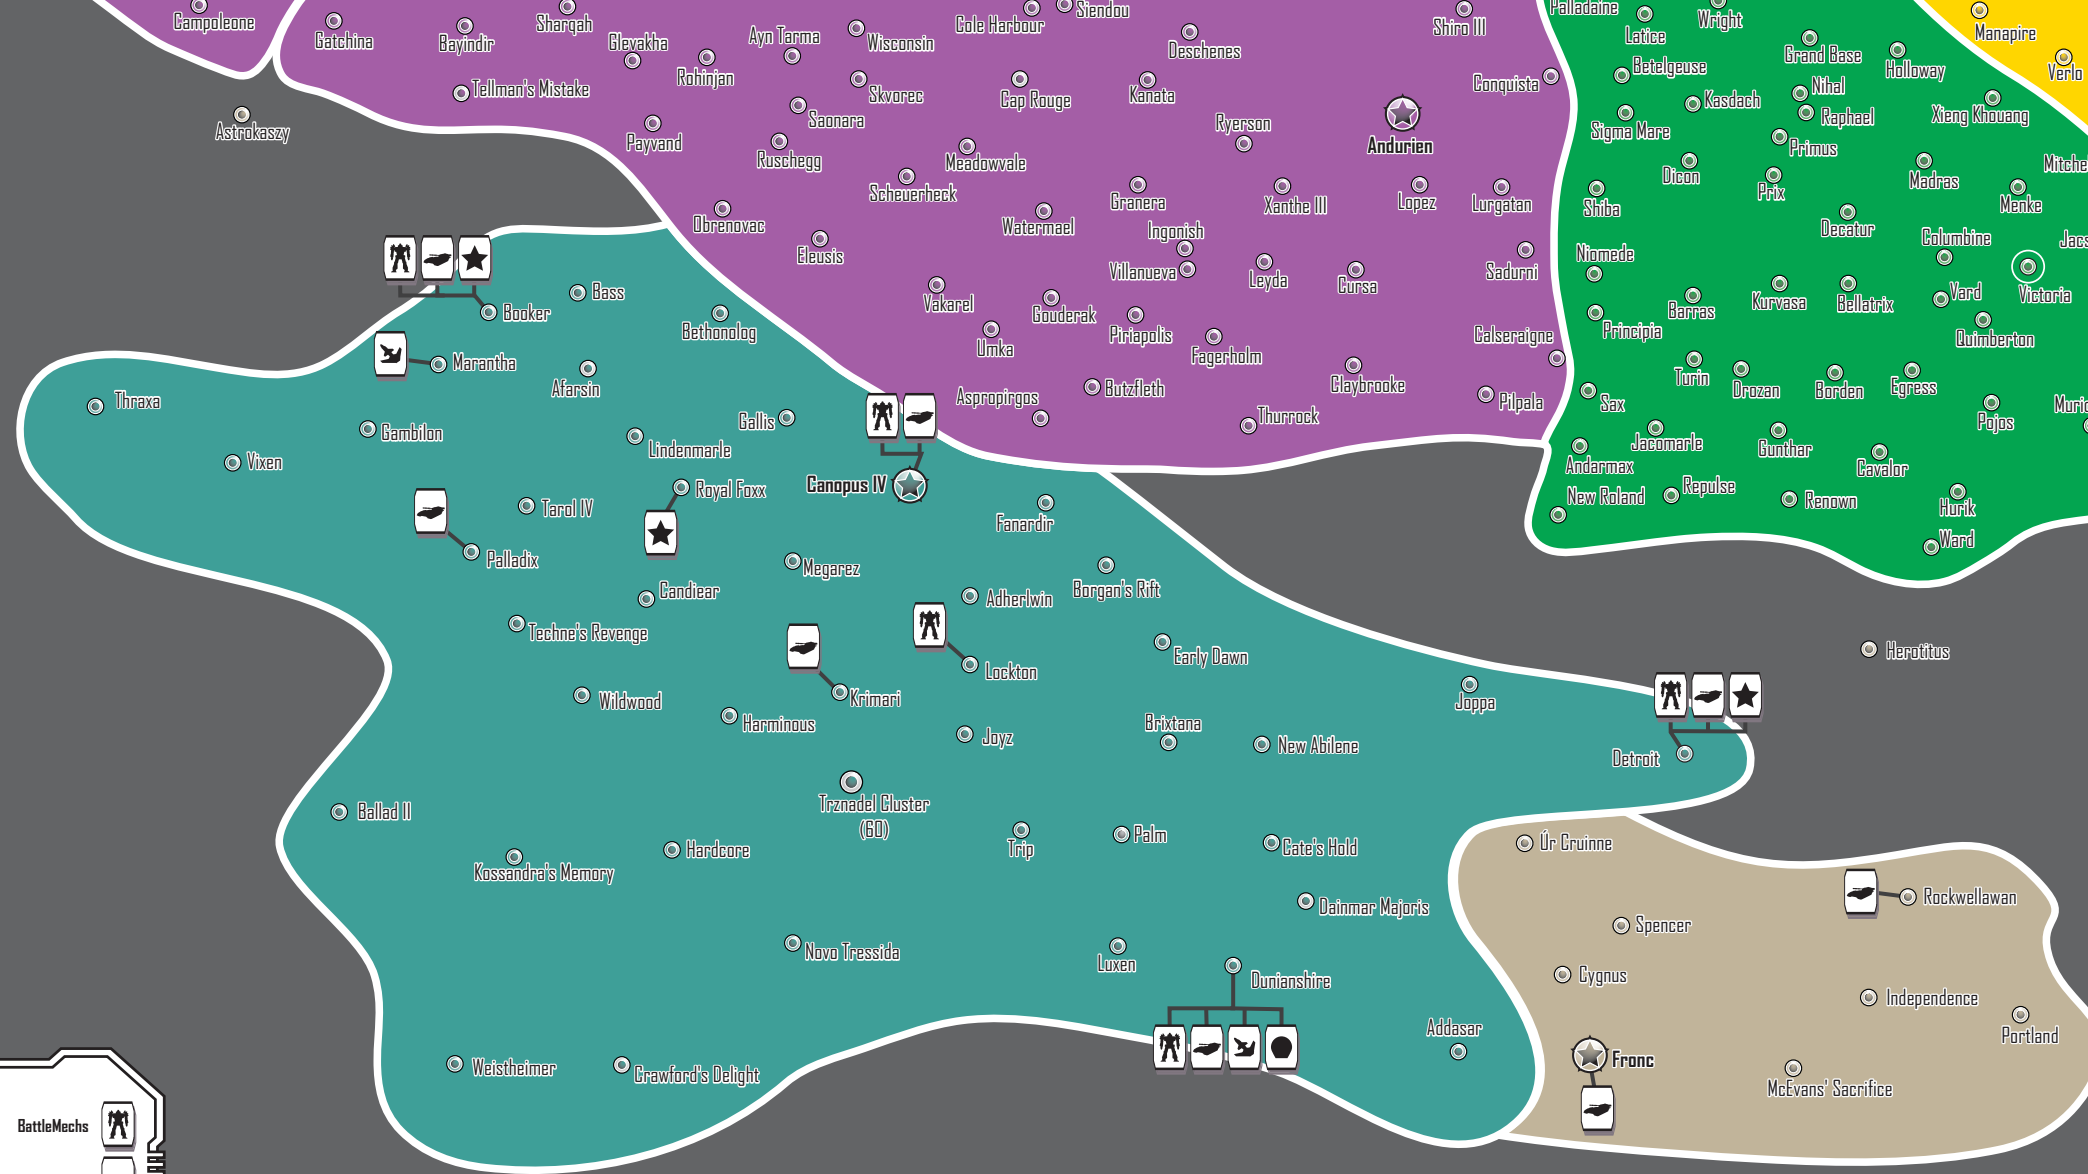 Campoleone
Gatchina
Bayindir
Sharqah
Glevakha
Rohinjan
Ayn Tarma
Wisconsin
Cole Harbour
Siendou
Deschenes
Shiro III
Palladaine
Latice
Wright
Grand Base
Holloway
Manapire
Verlo
Tellman's Mistake
Astrokaszy
Payvand
Saonara
Skvorec
Cap Rouge
Kanata
Ryerson
Andurien
Conquista
Betelgeuse
Kasdach
Nihal
Raphael
Xieng Khouang
Sigma Mare
Primus
Ruschegg
Meadowvale
Scheuerheck
Dicon
Prix
Madras
Mitche
Menke
Obrenovac
Watermael
Granera
Ingonish
Xanthe III
Lopez
Lurgatan
Shiba
Decatur
Columbine
Jacs
Eleusis
Villanueva
Leyda
Cursa
Sadurni
Niomede
Victoria
Vakarel
Gouderak
Piriapolis
Barras
Kurvasa
Bellatrix
Vard
Umka
Fagerholm
Calseraigne
Principia
Quimberton
Aspropirgos
Butzfleth
Claybrooke
Turin
Drozan
Borden
Egress
Thurrock
Pilpala
Sax
Pojos
Muric
Andarmax
Jacomarle
Gunthar
Cavalor
New Roland
Repulse
Renown
Hurik
Ward
Bass
Booker
Bethonolog
Marantha
Afarsin
Thraxa
Gambilon
Gallis
Lindenmarle
Vixen
Royal Foxx
Canopus IV
Tarol IV
Fanardir
Palladix
Megarez
Candiear
Adherlwin
Borgan's Rift
Techne's Revenge
Early Dawn
Lockton
Herotitus
Wildwood
Krimari
Harminous
Joyz
Joppa
Brixtana
New Abilene
Detroit
Trznadel Cluster
(60)
Ballad II
Hardcore
Trip
Palm
Cate's Hold
Úr Cruinne
Kossandra's Memory
Dainmar Majoris
Rockwellawan
Spencer
Novo Tressida
Luxen
Dunianshire
Cygnus
Independence
Addasar
Portland
Fronc
Weistheimer
Crawford's Delight
McEvans' Sacrifice
BattleMechs